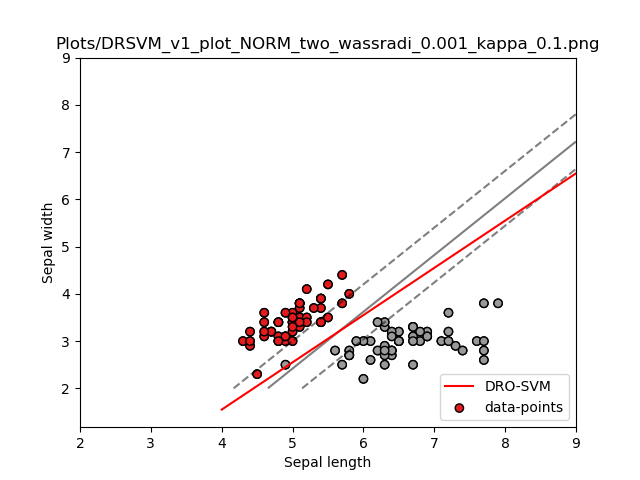 Plots/DRSVM_v1_plot_NORM_two_wassradi_0.001_kappa_0.1.png
9
8
7
6
5
4
3
2
Sepal width
DRO-SVM
data-points
2 3 4 5 6 7 8 9
Sepal length